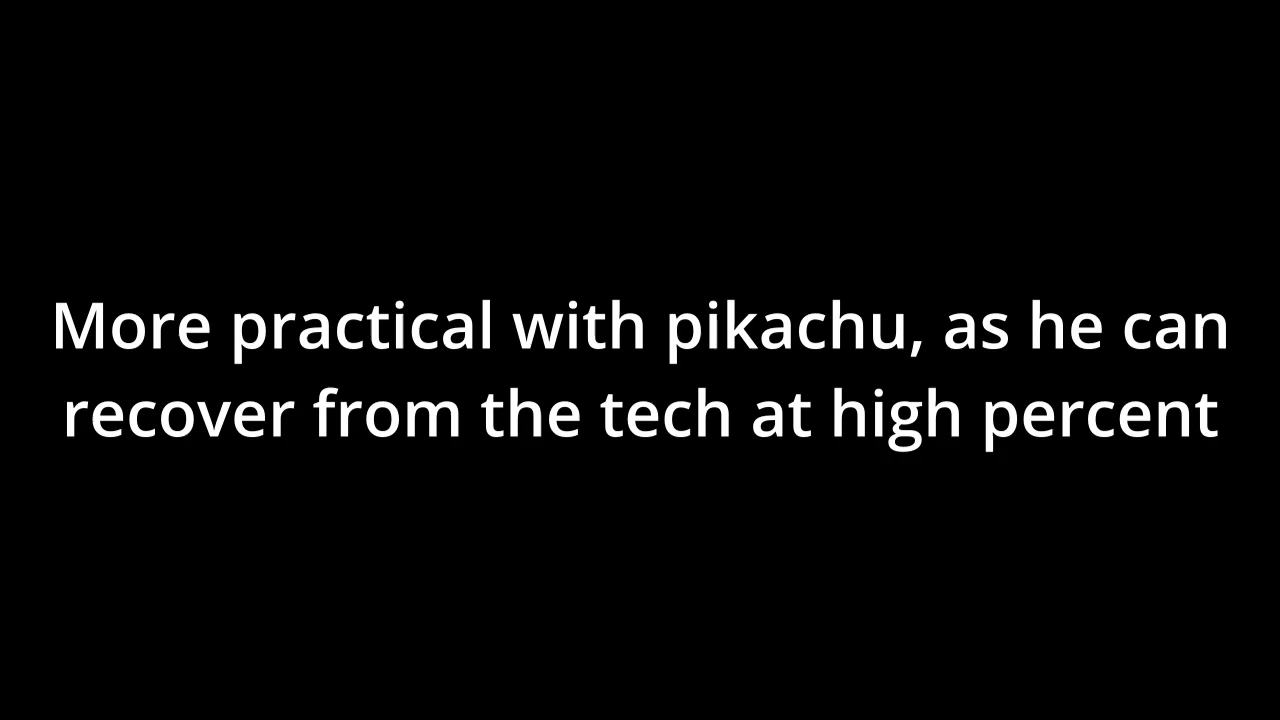 More practical with pikachu, as he can
recover from the tech at high percent